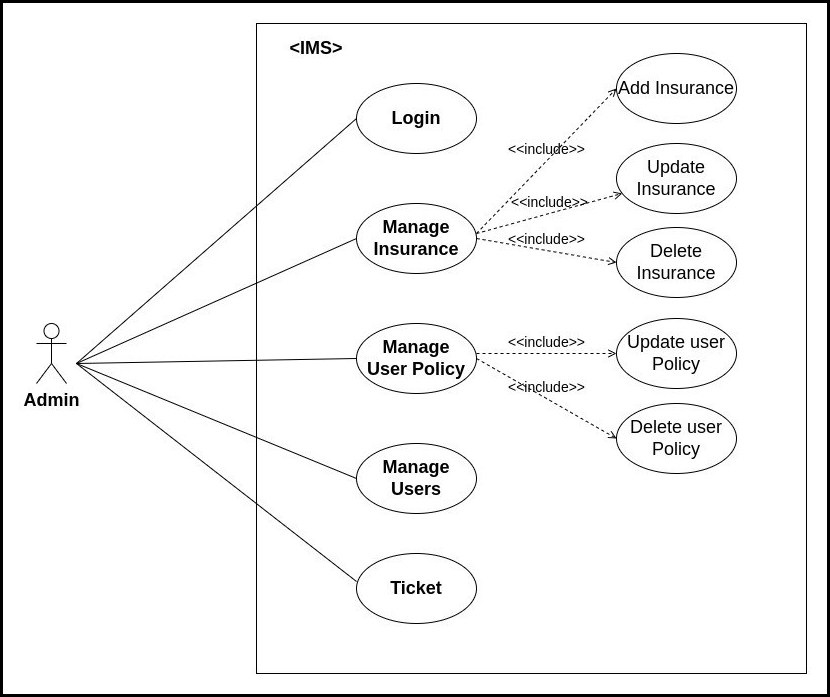 <IMS>
Login
Manage
Insurance
Manage
User Policy
Manage
Users
Ticket
Admin
<<include>>
<<include>>
<<include>>
<<include>>
<<include>>
Add Insurance
Update
Insurance
Delete
Insurance
Update user
Policy
Delete user
Policy